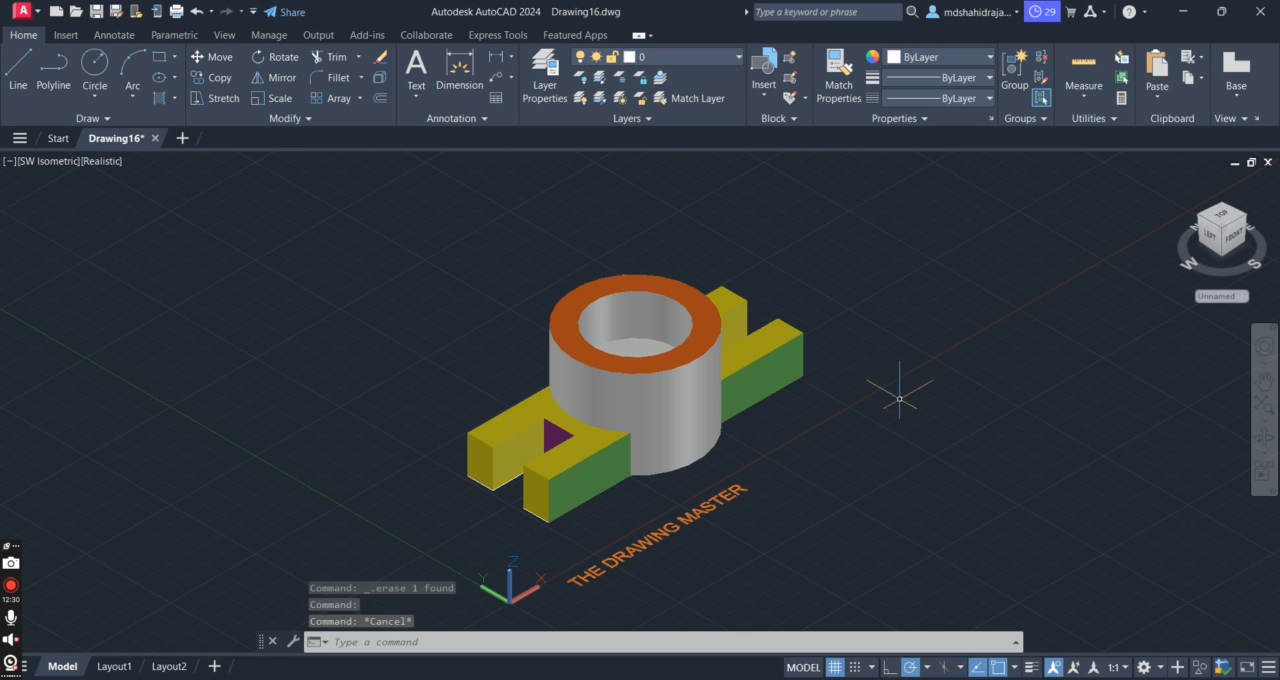 Share
Autodesk AutoCAD 2024 Drawing16.dwg
Type a keyword or phrase
mdshahidraja...
29
Home Insert Annotate Parametric View Manage Output Add-ins Collaborate Express Tools Featured Apps
Line Polyline Circle Arc
Move Rotate Trim
Copy Mirror Fillet
Stretch Scale Array
Text Dimension
Layer Properties
0
Match Layer
Insert
Match Properties
ByLayer
ByLayer
ByLayer
Group Measure Paste Base
Draw Modify Annotation Layers Block Properties Groups Utilities Clipboard View
Start Drawing16*
[−][SW Isometric][Realistic]
TOP
LEFT FRONT
N E
W S
Unnamed
THE DRAWING MASTER
Y Z X
Command: _.erase 1 found
Command:
Command: *Cancel*
Type a command
12:30
Model Layout1 Layout2
MODEL 1:1